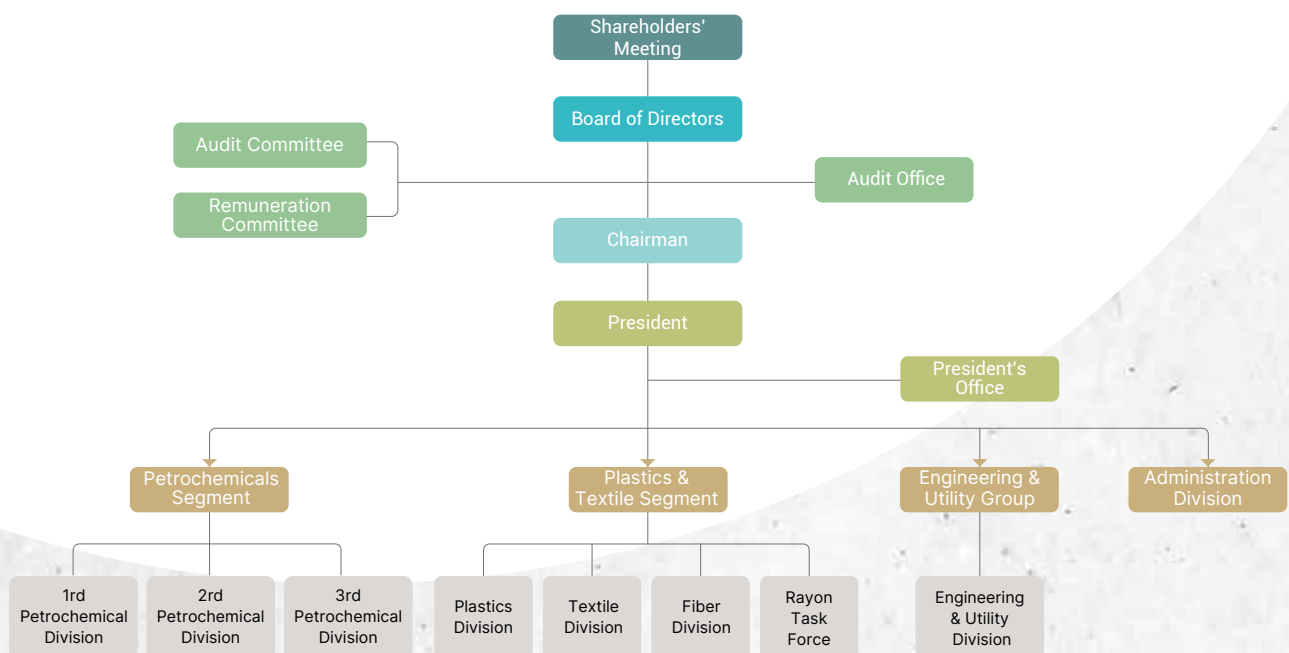 Shareholders'
Meeting
Board of Directors
Audit Committee
Audit Office
Remuneration
Committee
Chairman
President
President's
Office
Petrochemicals
Segment
Plastics &
Textile Segment
Engineering &
Utility Group
Administration
Division
1rd
Petrochemical
Division
2rd
Petrochemical
Division
3rd
Petrochemical
Division
Plastics
Division
Textile
Division
Fiber
Division
Rayon
Task
Force
Engineering
& Utility
Division